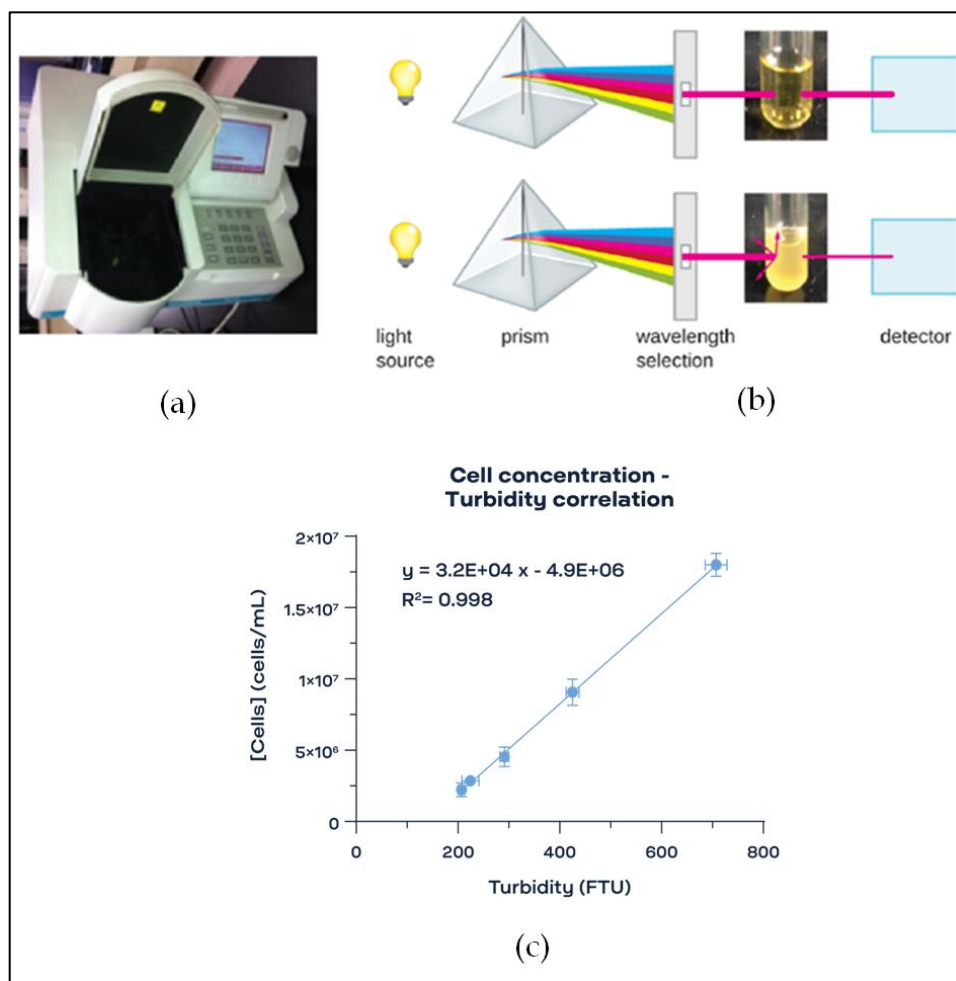 light
source
prism
wavelength
selection
detector
(a)
(b)
Cell concentration -
Turbidity correlation
y = 3.2E+04 x - 4.9E+06
R²= 0.998
[Cells] (cells/mL)
2×10⁷
1.5×10⁷
1×10⁷
5×10⁶
0
0
200
400
600
800
Turbidity (FTU)
(c)